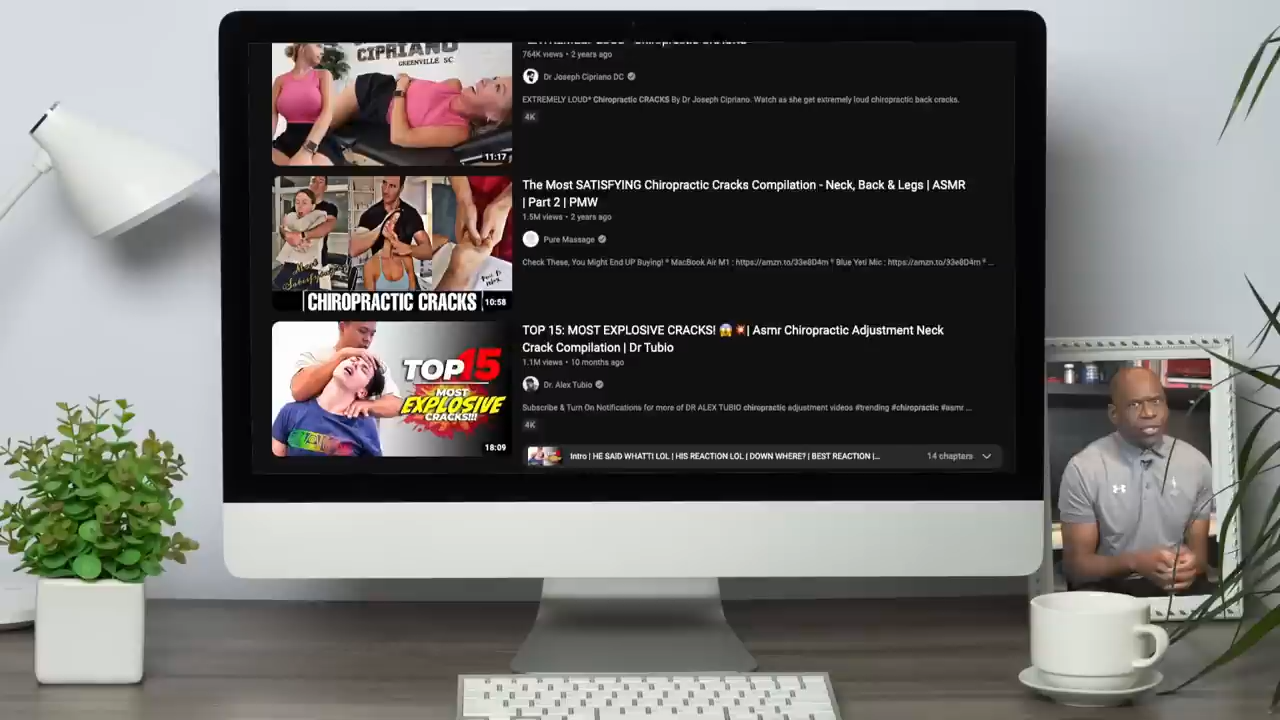 CIPRIANO
GREENVILLE SC
11:17
764K views • 2 years ago
Dr Joseph Cipriano DC
EXTREMELY LOUD* Chiropractic CRACKS By Dr Joseph Cipriano. Watch as she get extremely loud chiropractic back cracks.
4K
Most
Satisfying
Part II
CHIROPRACTIC CRACKS
10:58
The Most SATISFYING Chiropractic Cracks Compilation - Neck, Back & Legs | ASMR
| Part 2 | PMW
1.5M views • 2 years ago
Pure Massage
Check These, You Might End UP Buying! * MacBook Air M1 : https://amzn.to/33e8D4m * Blue Yeti Mic : https://amzn.to/33e8D4m * ...
TOP 15
MOST
EXPLOSIVE
CRACKS!!!
18:09
TOP 15: MOST EXPLOSIVE CRACKS! 😱💥| Asmr Chiropractic Adjustment Neck
Crack Compilation | Dr Tubio
1.1M views • 10 months ago
Dr. Alex Tubio
Subscribe & Turn On Notifications for more of DR ALEX TUBIO chiropractic adjustment videos #trending #chiropractic #asmr ...
4K
Intro | HE SAID WHATTI LOL | HIS REACTION LOL | DOWN WHERE? | BEST REACTION |...
14 chapters